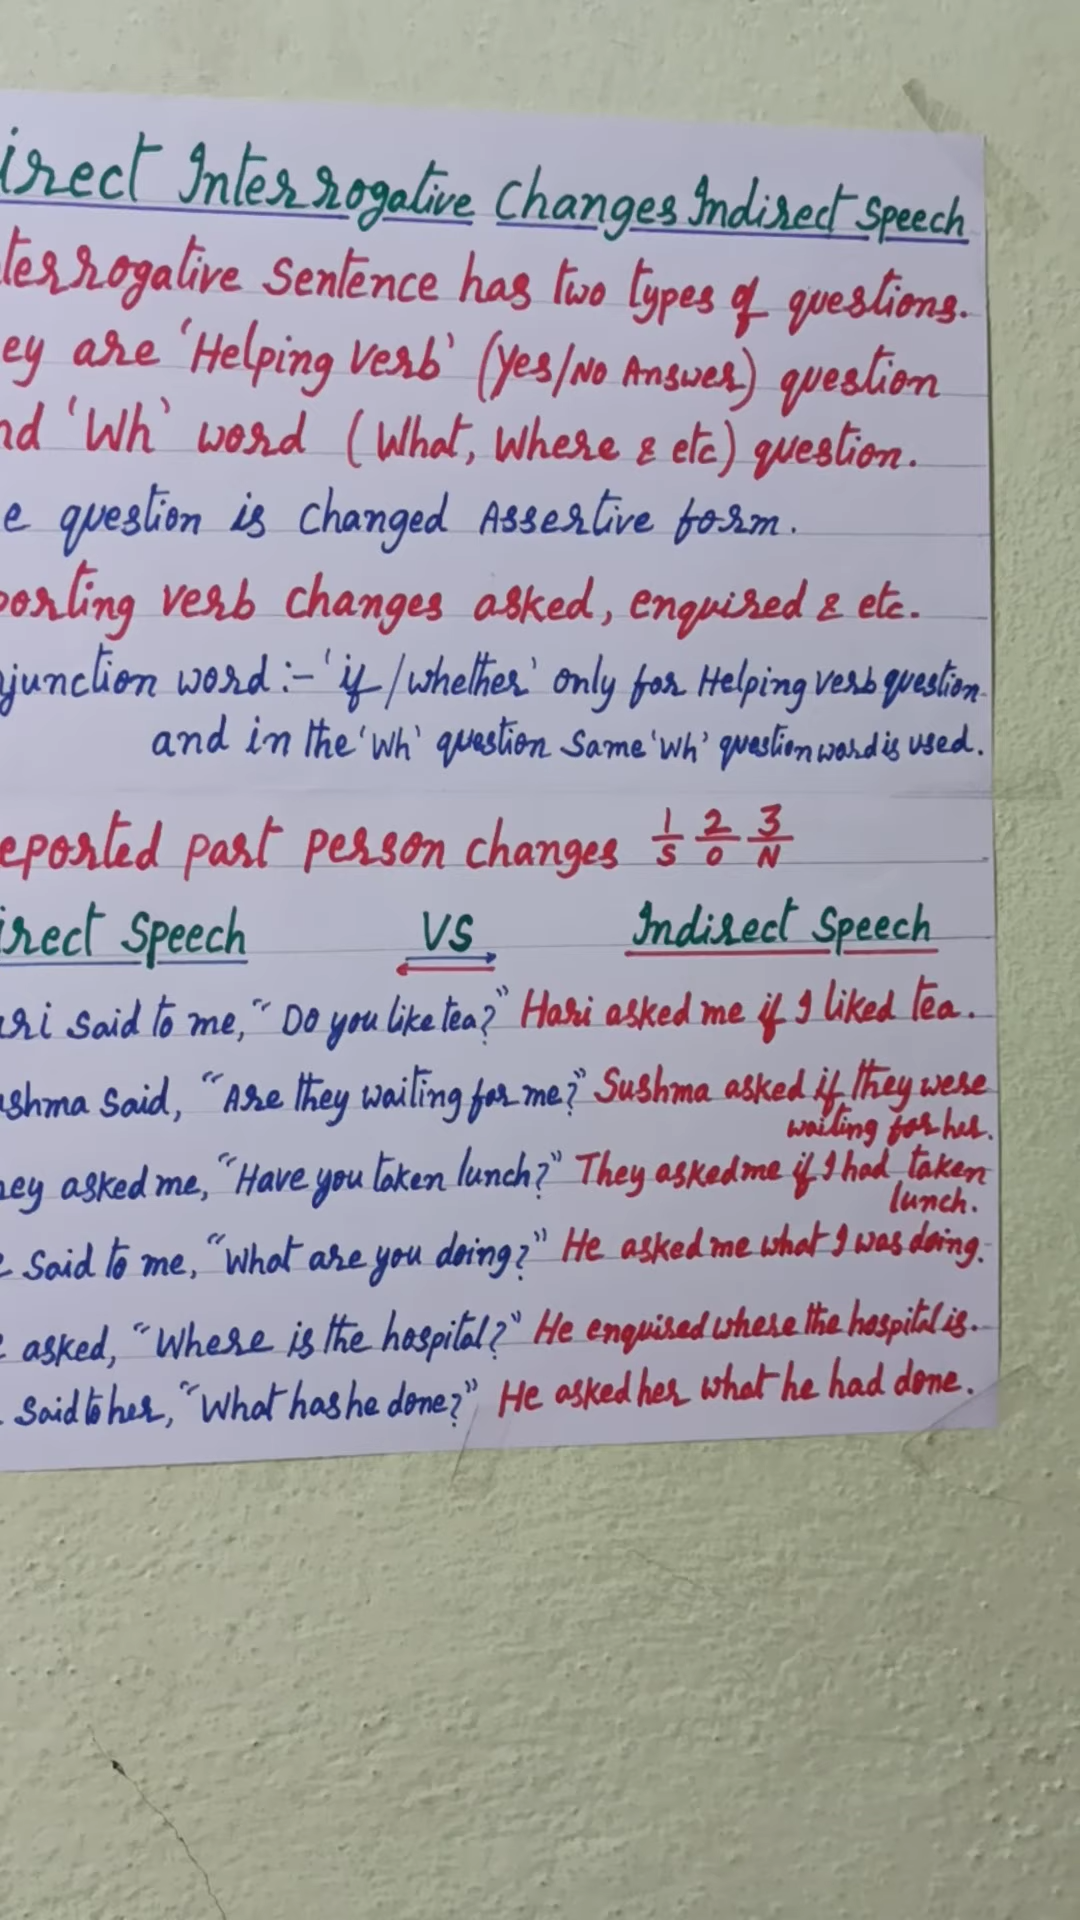 irect Interrogative Changes Indirect Speech
terrogative Sentence has two types of questions.
ey are 'Helping Verb' (Yes/No Answer) question
nd 'Wh' word (What, Where & etc) question.
e question is changed Assertive form.
porting verb changes asked, enquired & etc.
junction word :- 'if/whether' only for Helping verb question
and in the 'Wh' question Same 'Wh' question word is used.
eported part person changes 1/S 2/O 3/N
irect Speech VS Indirect Speech
ari said to me, "Do you like tea?" Hari asked me if I liked tea.
ushma Said, "Are they waiting for me?" Sushma asked if they were
waiting for her.
hey asked me, "Have you taken lunch?" They asked me if I had taken
lunch.
e Said to me, "What are you doing?" He asked me what I was doing.
e asked, "Where is the hospital?" He enquired where the hospital is.
Said to her, "What has he done?" He asked her what he had done.